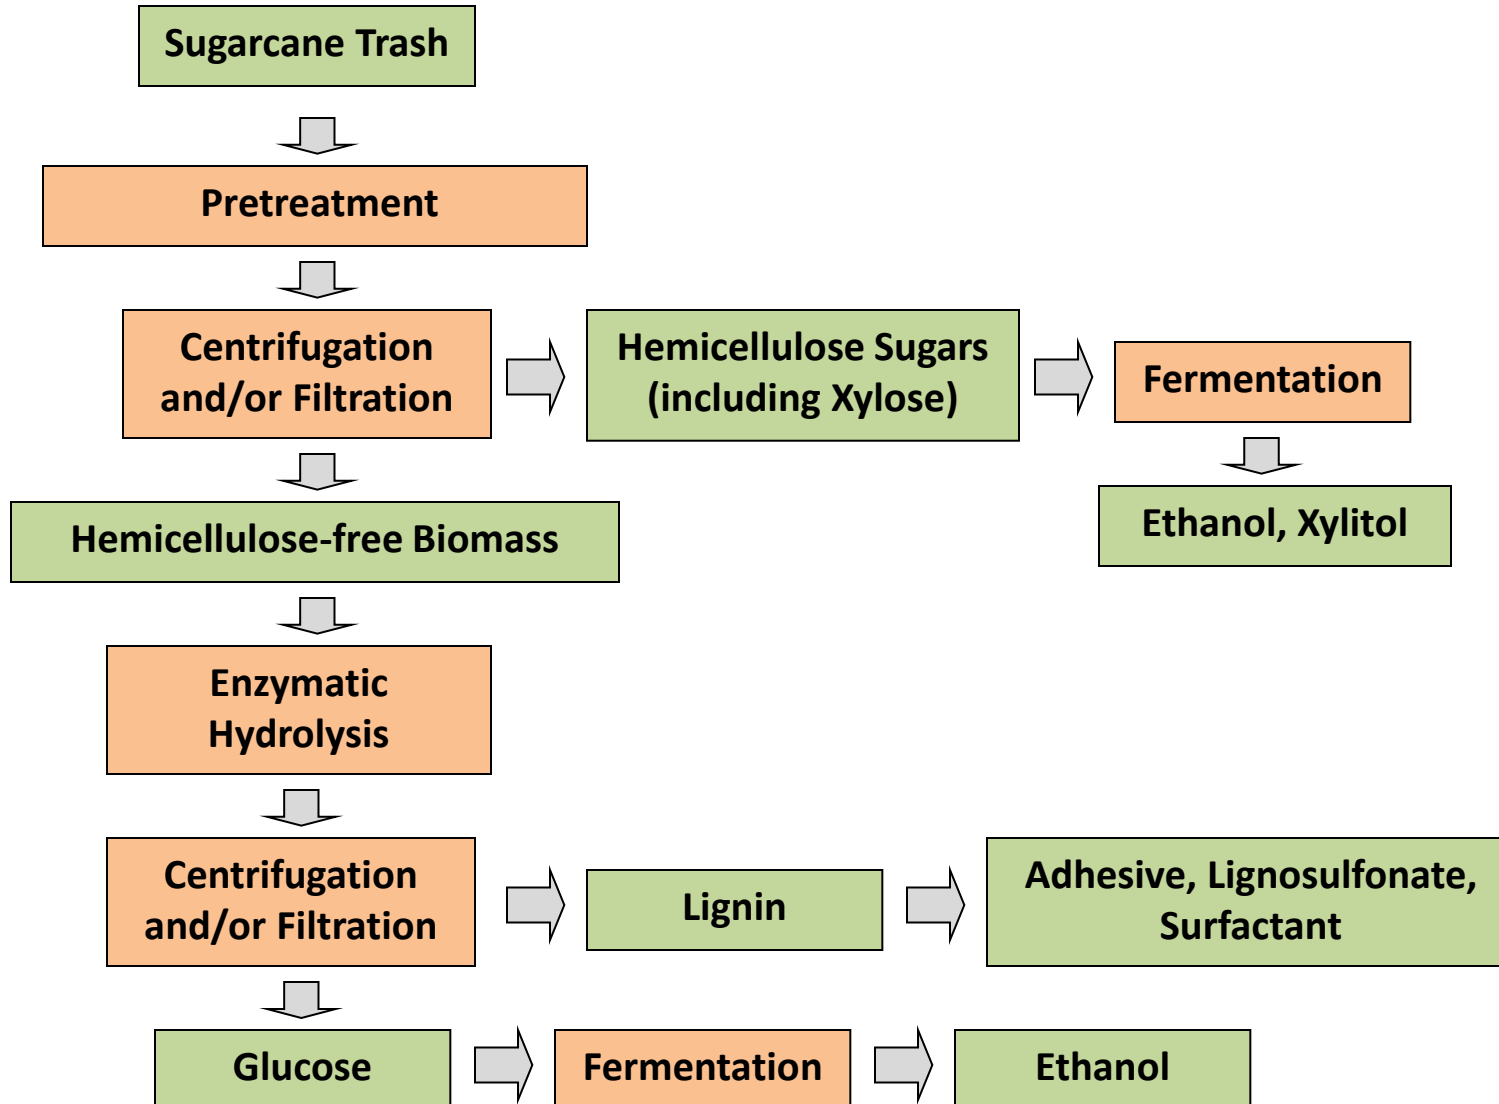 Sugarcane Trash
Pretreatment
Centrifugation
and/or Filtration
Hemicellulose Sugars
(including Xylose)
Fermentation
Ethanol, Xylitol
Hemicellulose-free Biomass
Enzymatic
Hydrolysis
Centrifugation
and/or Filtration
Lignin
Adhesive, Lignosulfonate,
Surfactant
Glucose
Fermentation
Ethanol